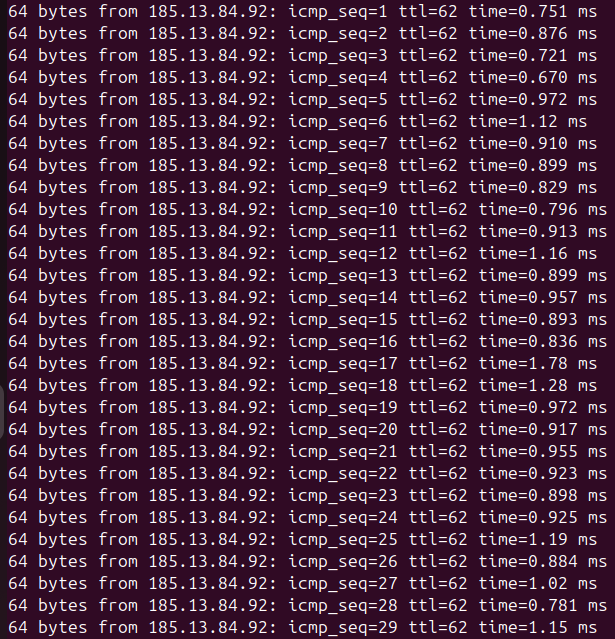 64 bytes from 185.13.84.92: icmp_seq=1 ttl=62 time=0.751 ms
64 bytes from 185.13.84.92: icmp_seq=2 ttl=62 time=0.876 ms
64 bytes from 185.13.84.92: icmp_seq=3 ttl=62 time=0.721 ms
64 bytes from 185.13.84.92: icmp_seq=4 ttl=62 time=0.670 ms
64 bytes from 185.13.84.92: icmp_seq=5 ttl=62 time=0.972 ms
64 bytes from 185.13.84.92: icmp_seq=6 ttl=62 time=1.12 ms
64 bytes from 185.13.84.92: icmp_seq=7 ttl=62 time=0.910 ms
64 bytes from 185.13.84.92: icmp_seq=8 ttl=62 time=0.899 ms
64 bytes from 185.13.84.92: icmp_seq=9 ttl=62 time=0.829 ms
64 bytes from 185.13.84.92: icmp_seq=10 ttl=62 time=0.796 ms
64 bytes from 185.13.84.92: icmp_seq=11 ttl=62 time=0.913 ms
64 bytes from 185.13.84.92: icmp_seq=12 ttl=62 time=1.16 ms
64 bytes from 185.13.84.92: icmp_seq=13 ttl=62 time=0.899 ms
64 bytes from 185.13.84.92: icmp_seq=14 ttl=62 time=0.957 ms
64 bytes from 185.13.84.92: icmp_seq=15 ttl=62 time=0.893 ms
64 bytes from 185.13.84.92: icmp_seq=16 ttl=62 time=0.836 ms
64 bytes from 185.13.84.92: icmp_seq=17 ttl=62 time=1.78 ms
64 bytes from 185.13.84.92: icmp_seq=18 ttl=62 time=1.28 ms
64 bytes from 185.13.84.92: icmp_seq=19 ttl=62 time=0.972 ms
64 bytes from 185.13.84.92: icmp_seq=20 ttl=62 time=0.917 ms
64 bytes from 185.13.84.92: icmp_seq=21 ttl=62 time=0.955 ms
64 bytes from 185.13.84.92: icmp_seq=22 ttl=62 time=0.923 ms
64 bytes from 185.13.84.92: icmp_seq=23 ttl=62 time=0.898 ms
64 bytes from 185.13.84.92: icmp_seq=24 ttl=62 time=0.925 ms
64 bytes from 185.13.84.92: icmp_seq=25 ttl=62 time=1.19 ms
64 bytes from 185.13.84.92: icmp_seq=26 ttl=62 time=0.884 ms
64 bytes from 185.13.84.92: icmp_seq=27 ttl=62 time=1.02 ms
64 bytes from 185.13.84.92: icmp_seq=28 ttl=62 time=0.781 ms
64 bytes from 185.13.84.92: icmp_seq=29 ttl=62 time=1.15 ms